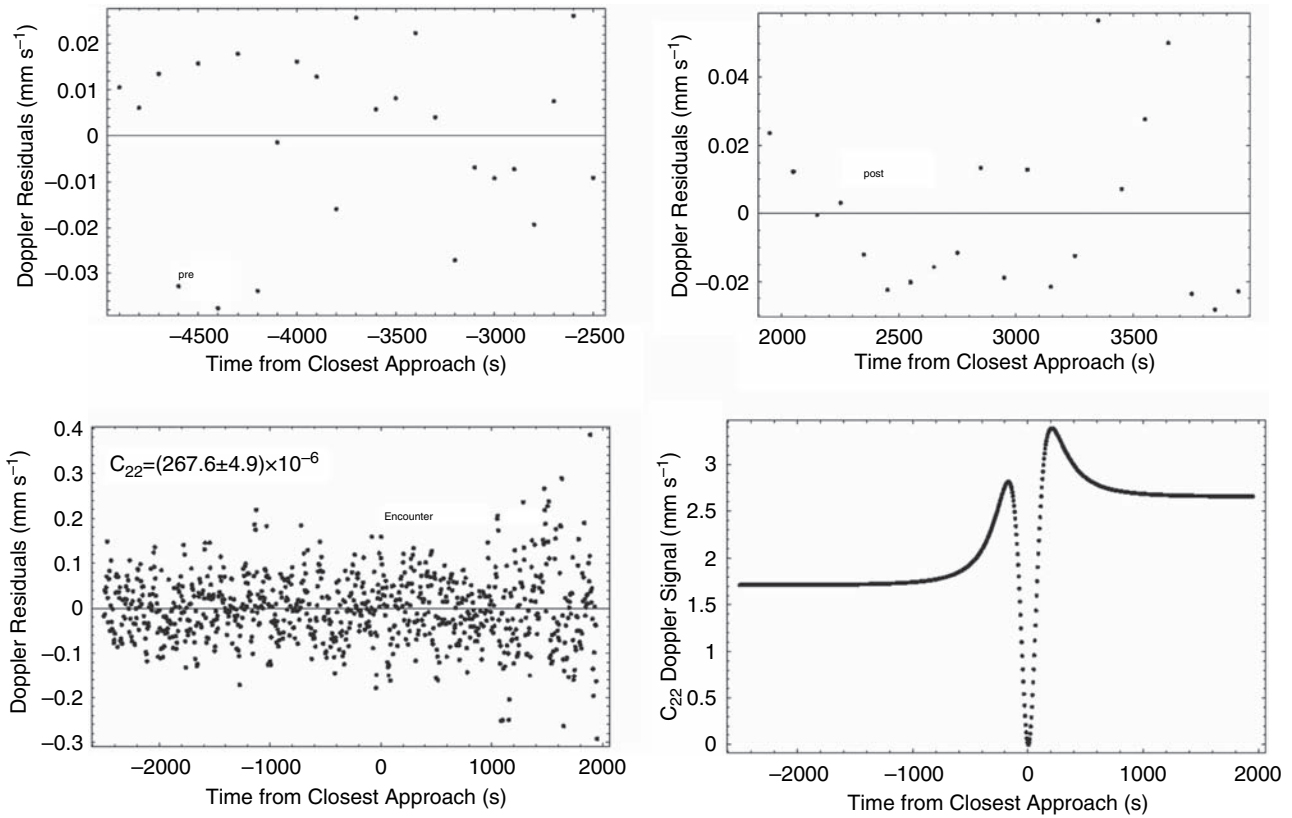 Doppler Residuals (mm s⁻¹)
0.02
0.01
0
–0.01
–0.02
–0.03
pre
–4500 –4000 –3500 –3000 –2500
Time from Closest Approach (s)
Doppler Residuals (mm s⁻¹)
0.04
0.02
0
–0.02
post
2000 2500 3000 3500
Time from Closest Approach (s)
Doppler Residuals (mm s⁻¹)
0.4
0.3
0.2
0.1
0
–0.1
–0.2
–0.3
C₂₂=(267.6±4.9)×10⁻⁶
Encounter
–2000 –1000 0 1000 2000
Time from Closest Approach (s)
C₂₂ Doppler Signal (mm s⁻¹)
3
2.5
2
1.5
1
0.5
0
–2000 –1000 0 1000 2000
Time from Closest Approach (s)